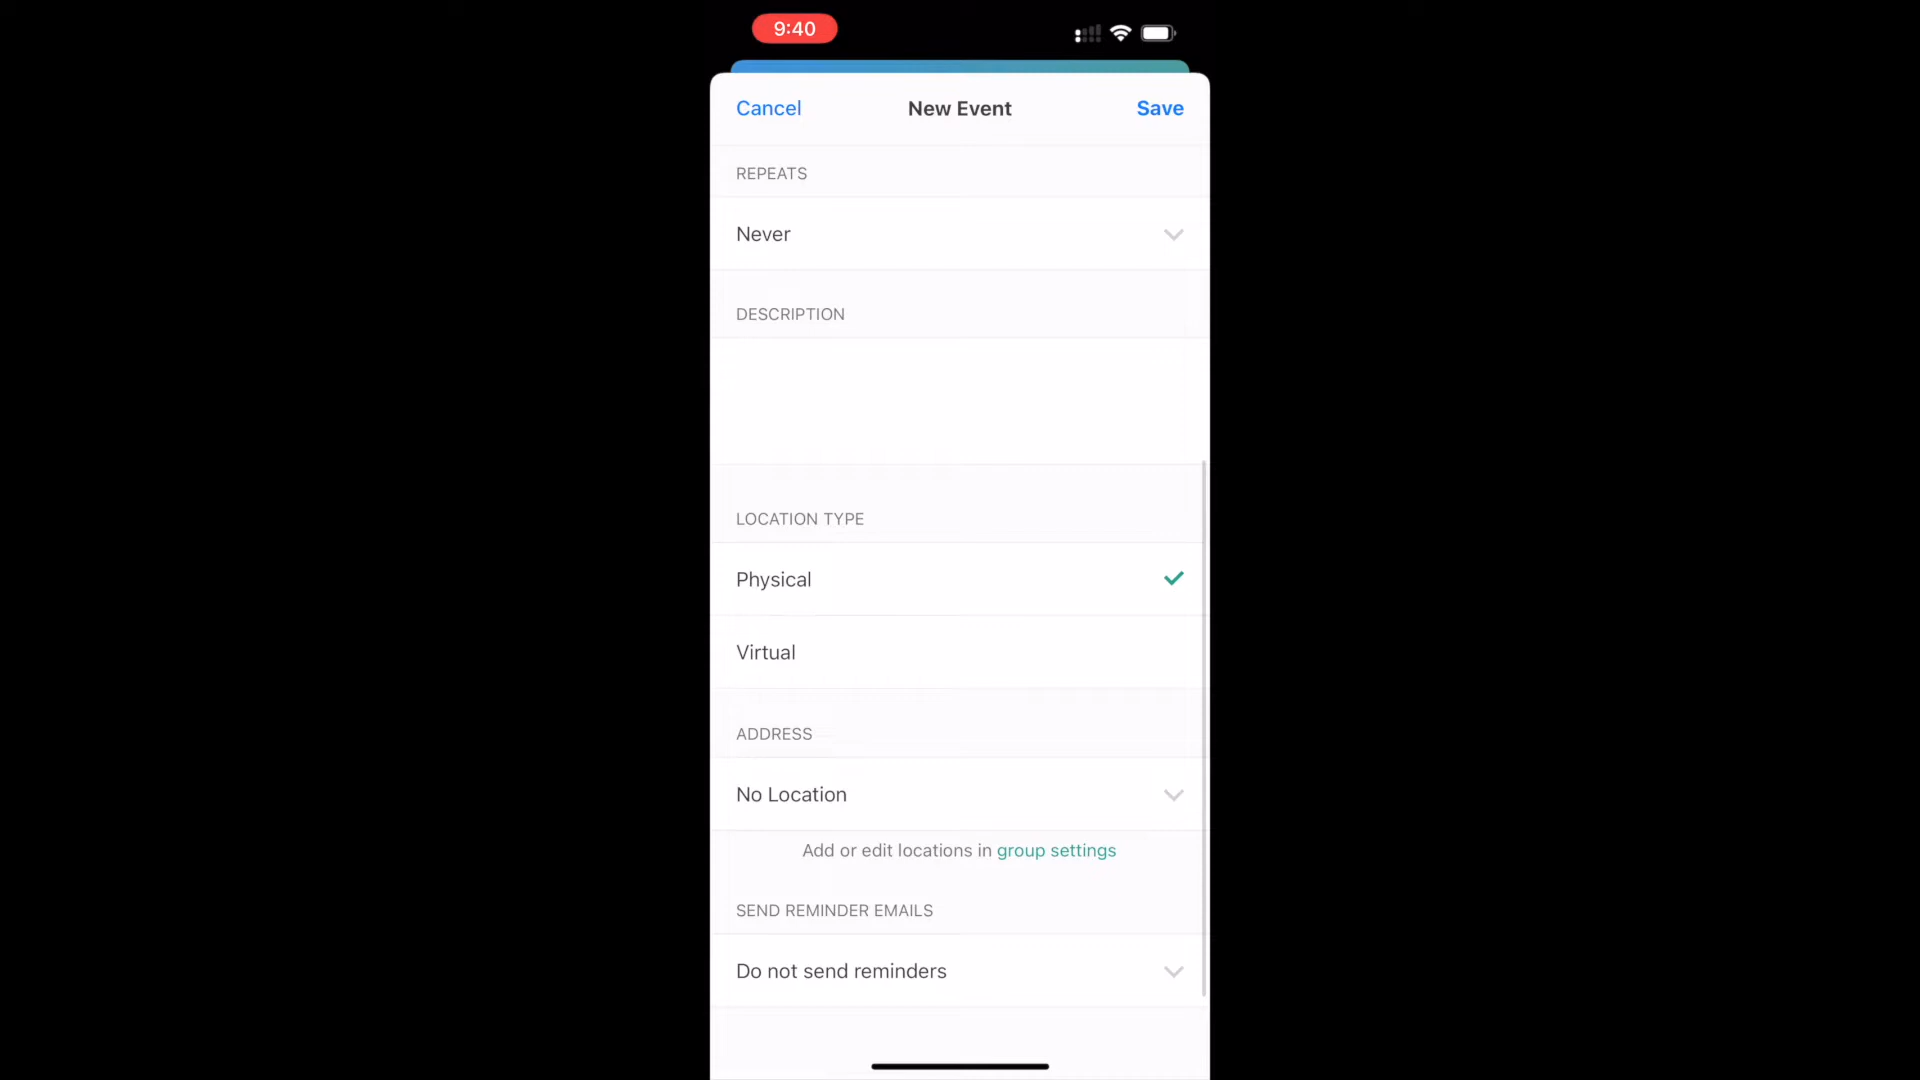 9:40
Cancel
New Event
Save
REPEATS
Never
DESCRIPTION
LOCATION TYPE
Physical
Virtual
ADDRESS
No Location
Add or edit locations in group settings
SEND REMINDER EMAILS
Do not send reminders